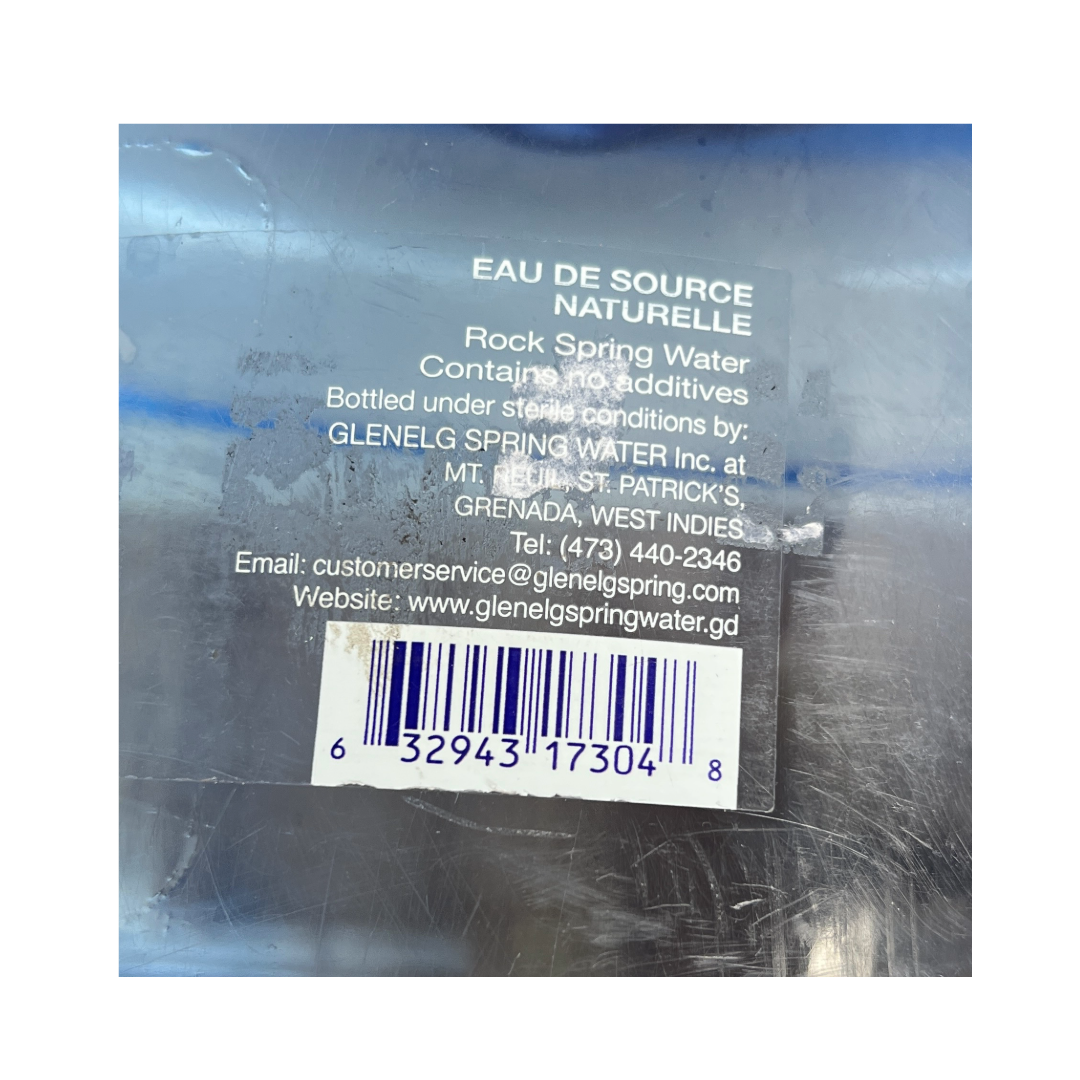 EAU DE SOURCE
NATURELLE
Rock Spring Water
Contains no additives
Bottled under sterile conditions by:
GLENELG SPRING WATER Inc. at
MT. REUIL, ST. PATRICK'S,
GRENADA, WEST INDIES
Tel: (473) 440-2346
Email: customerservice@glenelgspring.com
Website: www.glenelgspringwater.gd
6 32943 17304 8